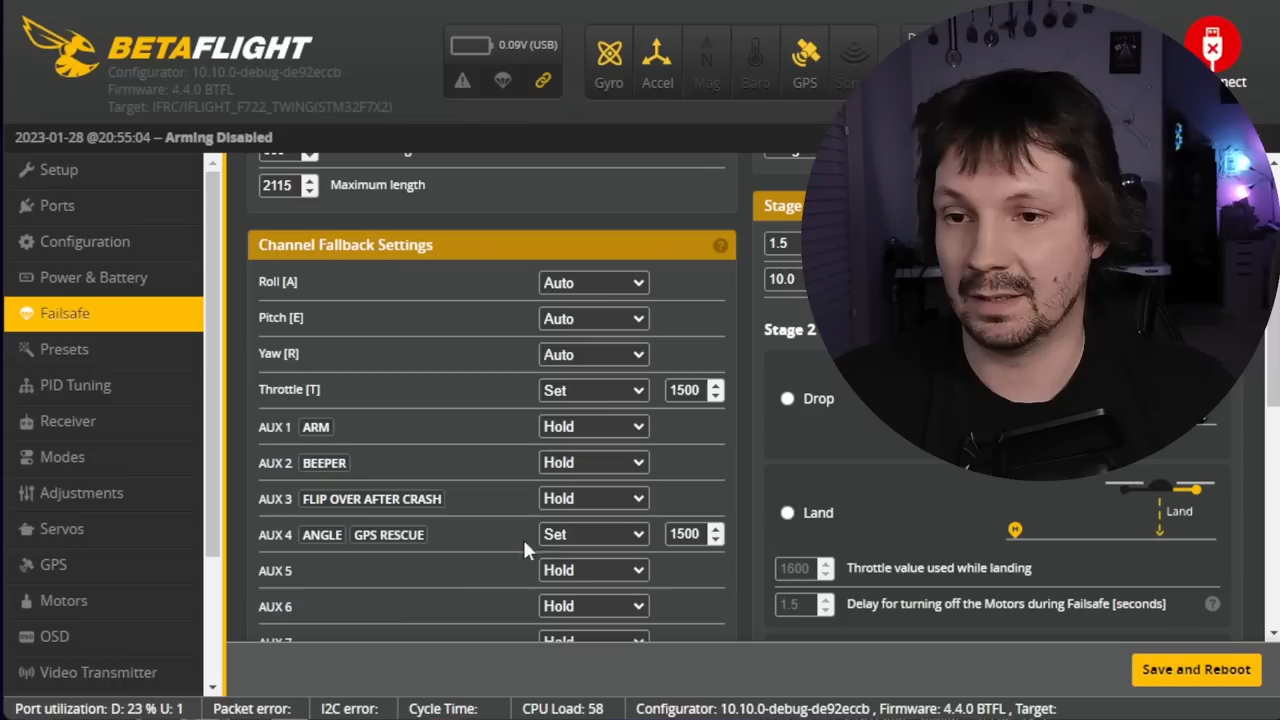 BETAFLIGHT
Configurator: 10.10.0-debug-de92eccb
Firmware: 4.4.0 BTFL
Target: IFRC/IFLIGHT_F722_TWING(STM32F7X2)
0.09V (USB)
Gyro
Accel
Mag
Baro
GPS
2023-01-28 @20:55:04 -- Arming Disabled
Setup
Ports
Configuration
Power & Battery
Failsafe
Presets
PID Tuning
Receiver
Modes
Adjustments
Servos
GPS
Motors
OSD
Video Transmitter
2115 Maximum length
Channel Fallback Settings
Roll [A] Auto
Pitch [E] Auto
Yaw [R] Auto
Throttle [T] Set 1500
AUX 1 ARM Hold
AUX 2 BEEPER Hold
AUX 3 FLIP OVER AFTER CRASH Hold
AUX 4 ANGLE GPS RESCUE Set 1500
AUX 5 Hold
AUX 6 Hold
Stage
1.5
10.0
Stage 2
Drop
Land
Land
1600 Throttle value used while landing
1.5 Delay for turning off the Motors during Failsafe [seconds]
Save and Reboot
Port utilization: D: 23 % U: 1 Packet error: I2C error: Cycle Time: CPU Load: 58 Configurator: 10.10.0-debug-de92eccb , Firmware: 4.4.0 BTFL , Target: